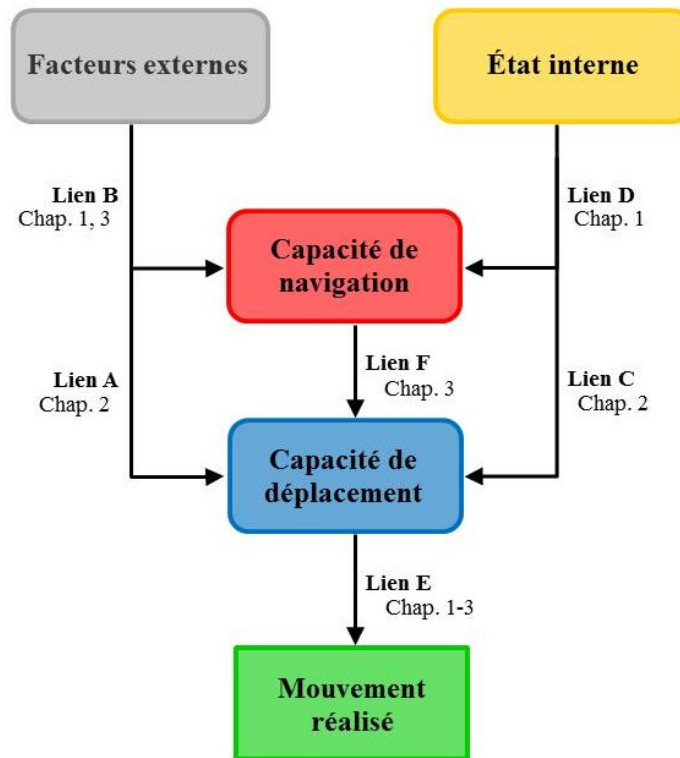 Facteurs externes
État interne
Lien B
Chap. 1, 3
Lien D
Chap. 1
Capacité de
navigation
Lien F
Chap. 3
Lien A
Chap. 2
Lien C
Chap. 2
Capacité de
déplacement
Lien E
Chap. 1-3
Mouvement
réalisé